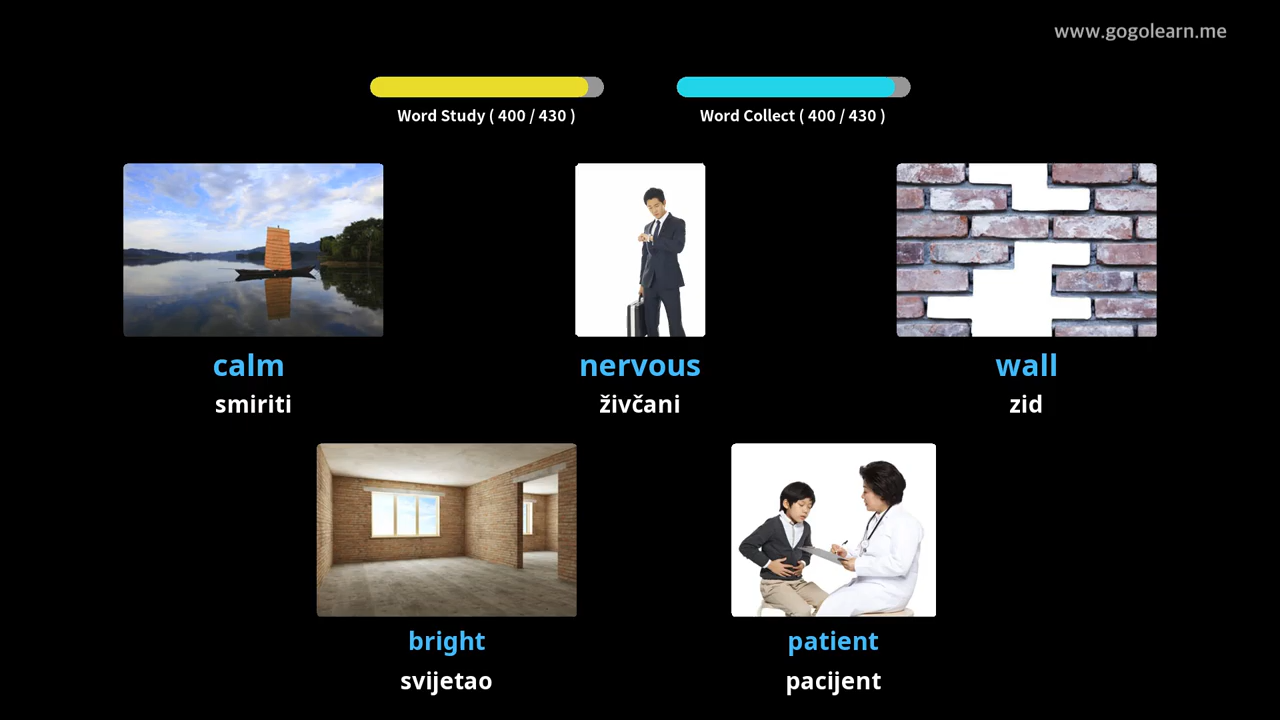 www.gogolearn.me
Word Study ( 400 / 430 )
Word Collect ( 400 / 430 )
calm
smiriti
nervous
živčani
wall
zid
bright
svijetao
patient
pacijent